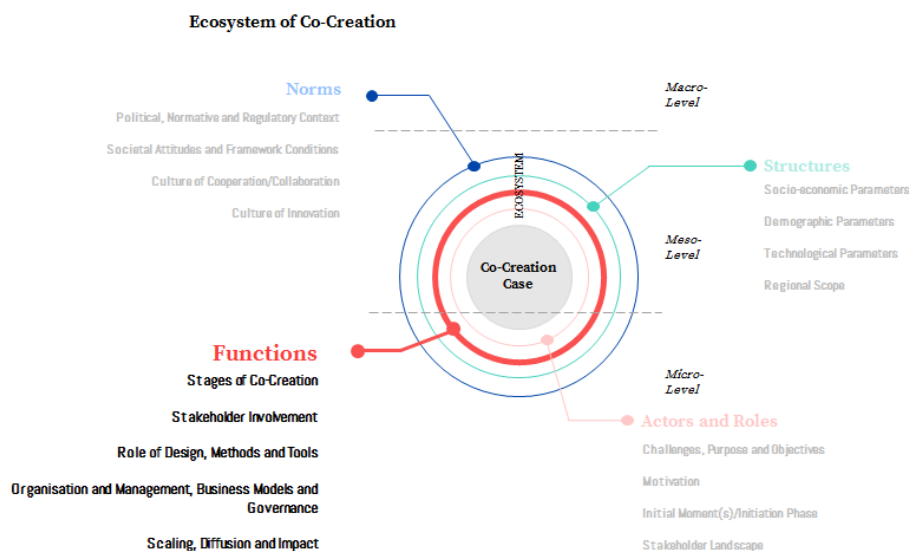 Ecosystem of Co-Creation
Norms
Political, Normative and Regulatory Context
Societal Attitudes and Framework Conditions
Culture of Cooperation/Collaboration
Culture of Innovation
Macro-
Level
ECOSYSTEM
Structures
Socio-economic Parameters
Demographic Parameters
Technological Parameters
Regional Scope
Meso-
Level
Co-Creation
Case
Functions
Stages of Co-Creation
Stakeholder Involvement
Role of Design, Methods and Tools
Organisation and Management, Business Models and
Governance
Scaling, Diffusion and Impact
Micro-
Level
Actors and Roles
Challenges, Purpose and Objectives
Motivation
Initial Moment(s)/Initiation Phase
Stakeholder Landscape